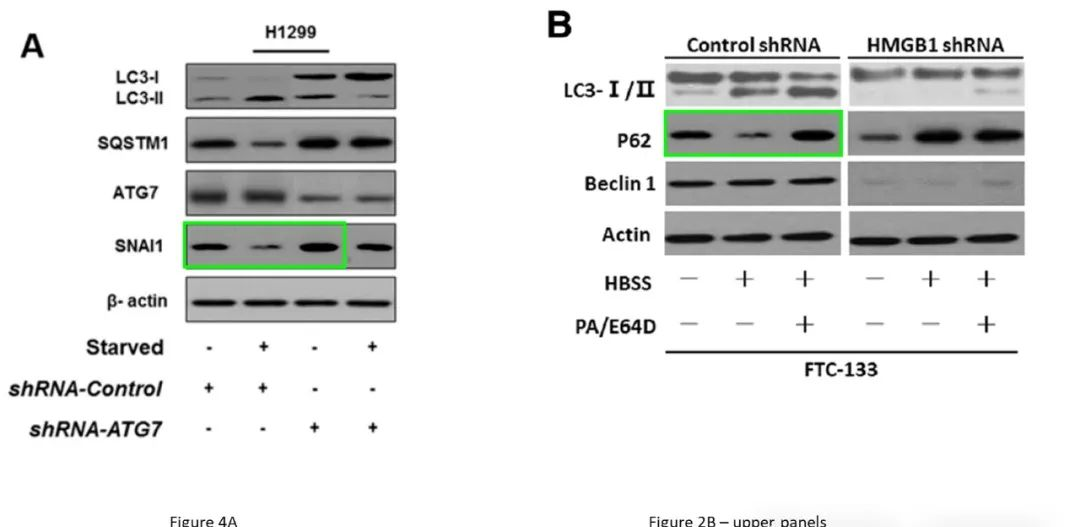 A
H1299
LC3-I
LC3-II
SQSTM1
ATG7
SNAI1
β- actin
Starved - + - +
shRNA-Control + + - -
shRNA-ATG7 - - + +
Figure 4A
B
Control shRNA HMGB1 shRNA
LC3-Ⅰ/Ⅱ
P62
Beclin 1
Actin
HBSS — + + — + +
PA/E64D — — + — — +
FTC-133
Figure 2B – upper panels